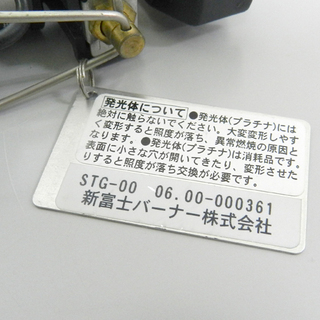 発光体について ●発光体(プラチナ)には
絶対に触らないでください。大変変形しやす
く変形すると照度が落ち、異常燃焼の原因と
なります。●発光体(プラチナ)は消耗品です。
表面に小さな穴が開いてきたり、変形させた
りすると照度が落ち交換が必要です。
STG-00 06.00-000361
新富士バーナー株式会社